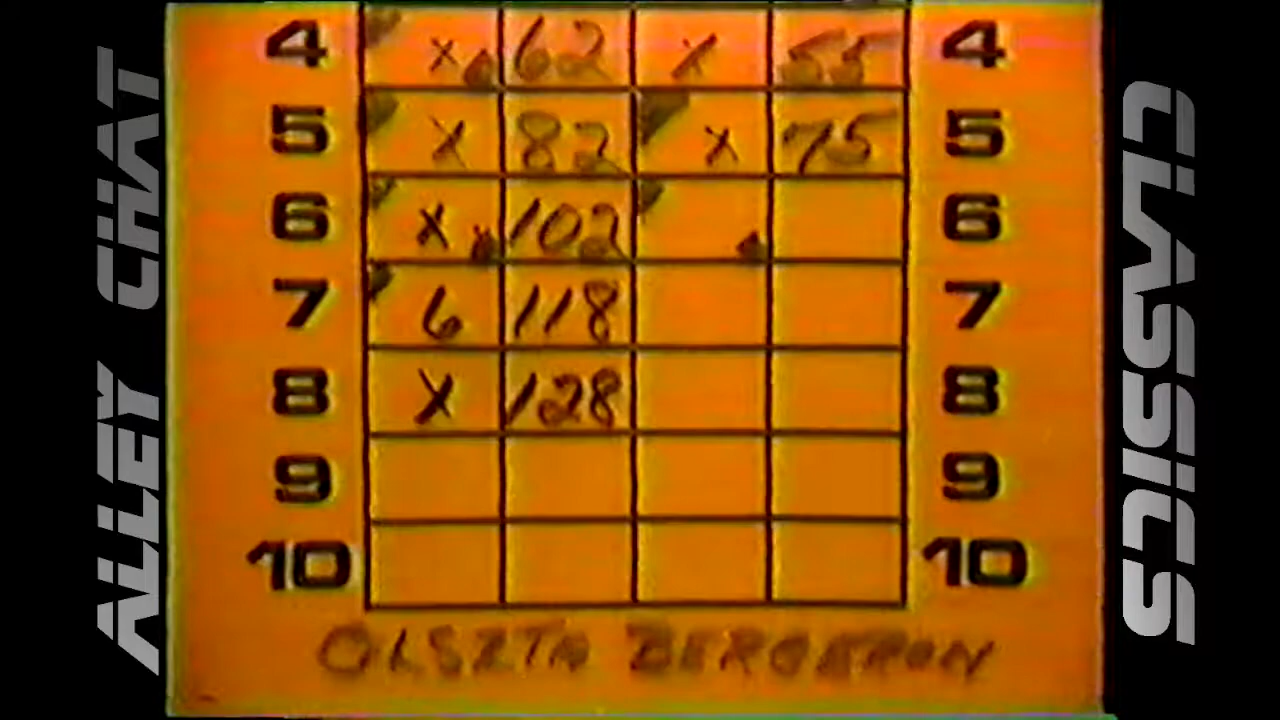 ALLEY CHAT
4 x 62 x 55 4
5 x 82 x 75 5
6 x 102 6
7 6 118 7
8 x 128 8
9 9
10 10
OLSZTA BERGERON
CLASSICS